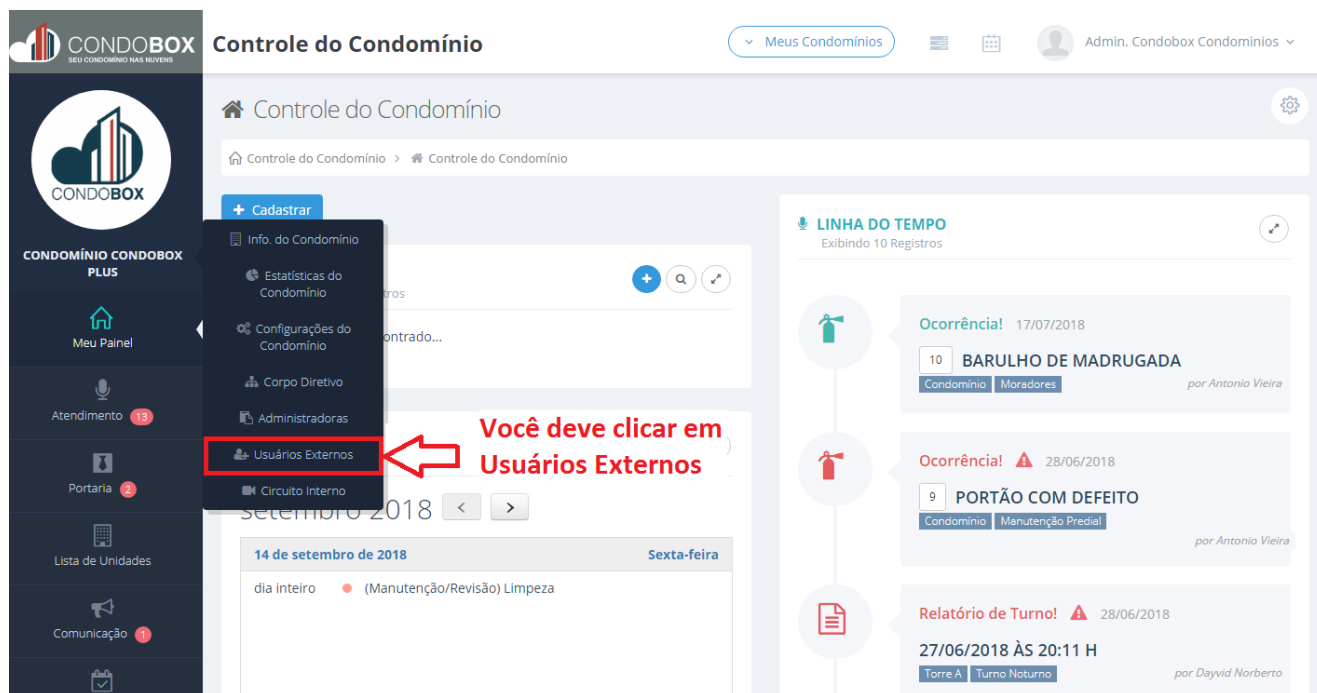 CONDOBOX
SEU CONDOMÍNIO NAS NUVENS
Controle do Condomínio
Meus Condomínios
Admin. Condobox Condominios
CONDOBOX
CONDOMÍNIO CONDOBOX
PLUS
Meu Painel
Atendimento 13
Portaria 2
Lista de Unidades
Comunicação 1
Controle do Condomínio
Controle do Condomínio > Controle do Condomínio
+ Cadastrar
Info. do Condomínio
Estatísticas do
Condomínio
Configurações do
Condomínio
Corpo Diretivo
Administradoras
Usuários Externos
Circuito Interno
tros
ontrado...
Você deve clicar em
Usuários Externos
setembro 2018 < >
14 de setembro de 2018 Sexta-feira
dia inteiro (Manutenção/Revisão) Limpeza
LINHA DO TEMPO
Exibindo 10 Registros
Ocorrência! 17/07/2018
10 BARULHO DE MADRUGADA
Condomínio Moradores
por Antonio Vieira
Ocorrência! 28/06/2018
9 PORTÃO COM DEFEITO
Condomínio Manutenção Predial
por Antonio Vieira
Relatório de Turno! 28/06/2018
27/06/2018 ÀS 20:11 H
Torre A Turno Noturno
por Dayvid Norberto